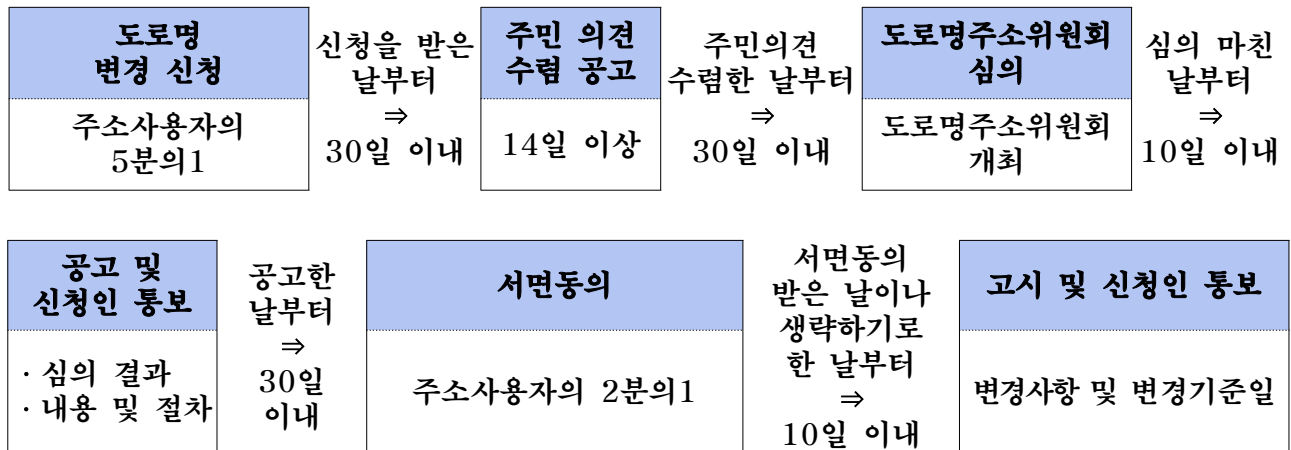 도로명
변경 신청
주소사용자의
5분의1
신청을 받은
날부터
⇒
30일 이내
주민 의견
수렴 공고
14일 이상
주민의견
수렴한 날부터
⇒
30일 이내
도로명주소위원회
심의
도로명주소위원회
개최
심의 마친
날부터
⇒
10일 이내
공고 및
신청인 통보
· 심의 결과
· 내용 및 절차
공고한
날부터
⇒
30일
이내
서면동의
주소사용자의 2분의1
서면동의
받은 날이나
생략하기로
한 날부터
⇒
10일 이내
고시 및 신청인 통보
변경사항 및 변경기준일